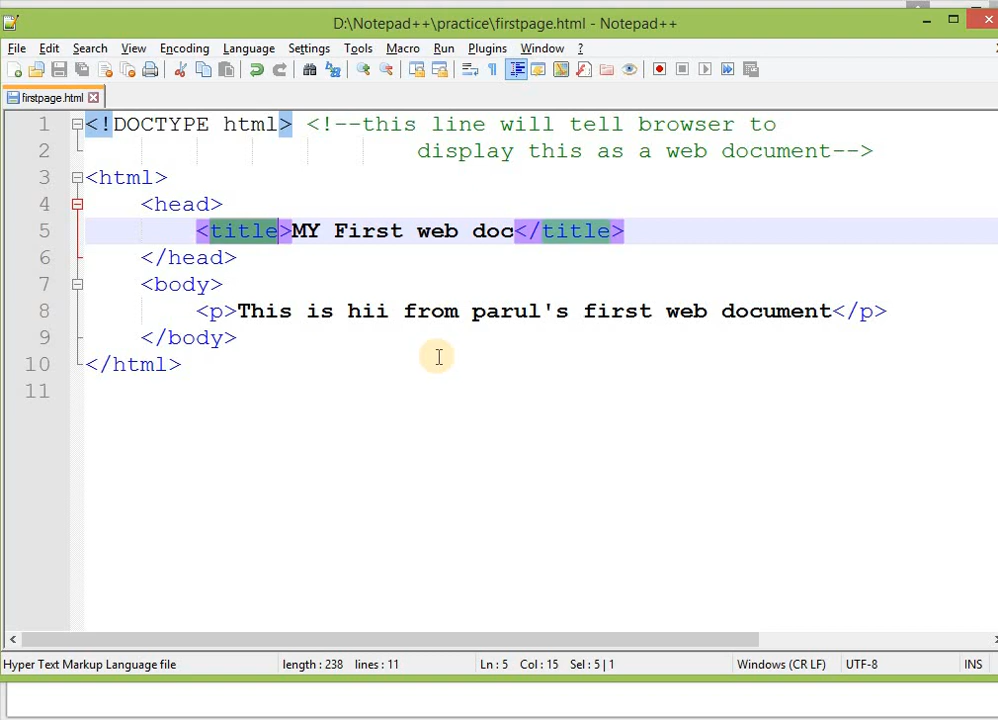 D:\Notepad++\practice\firstpage.html - Notepad++
File Edit Search View Encoding Language Settings Tools Macro Run Plugins Window ?
firstpage.html
1 <!DOCTYPE html> <!--this line will tell browser to
2 display this as a web document-->
3 <html>
4 <head>
5 <title>MY First web doc</title>
6 </head>
7 <body>
8 <p>This is hii from parul's first web document</p>
9 </body>
10 </html>
11
Hyper Text Markup Language file length : 238 lines : 11 Ln : 5 Col : 15 Sel : 5 | 1 Windows (CR LF) UTF-8 INS